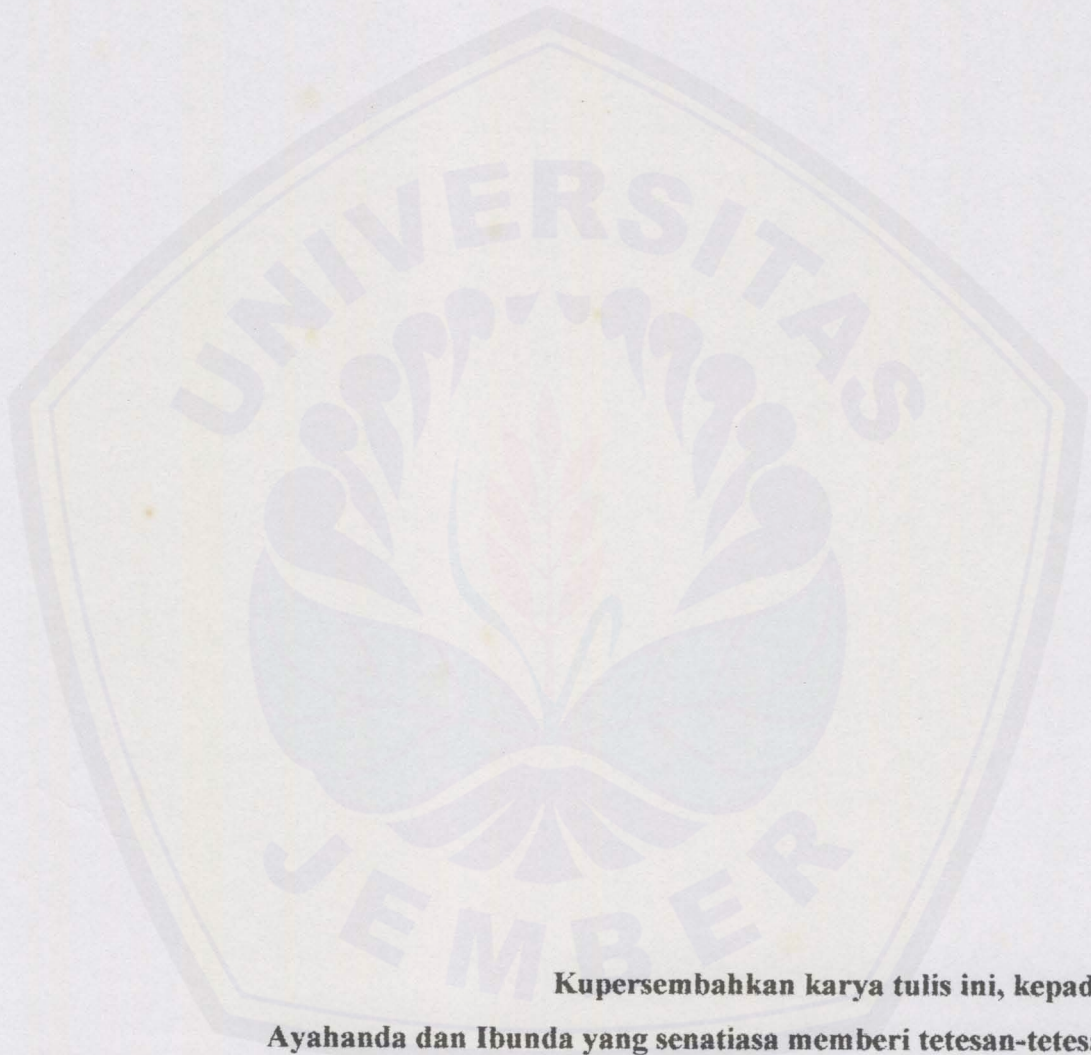 UNIVERSITAS
JEMBER
Kupersembahkan karya tulis ini, kepad
Ayahanda dan Ibunda yang senatiasa memberi tetesan-tetes